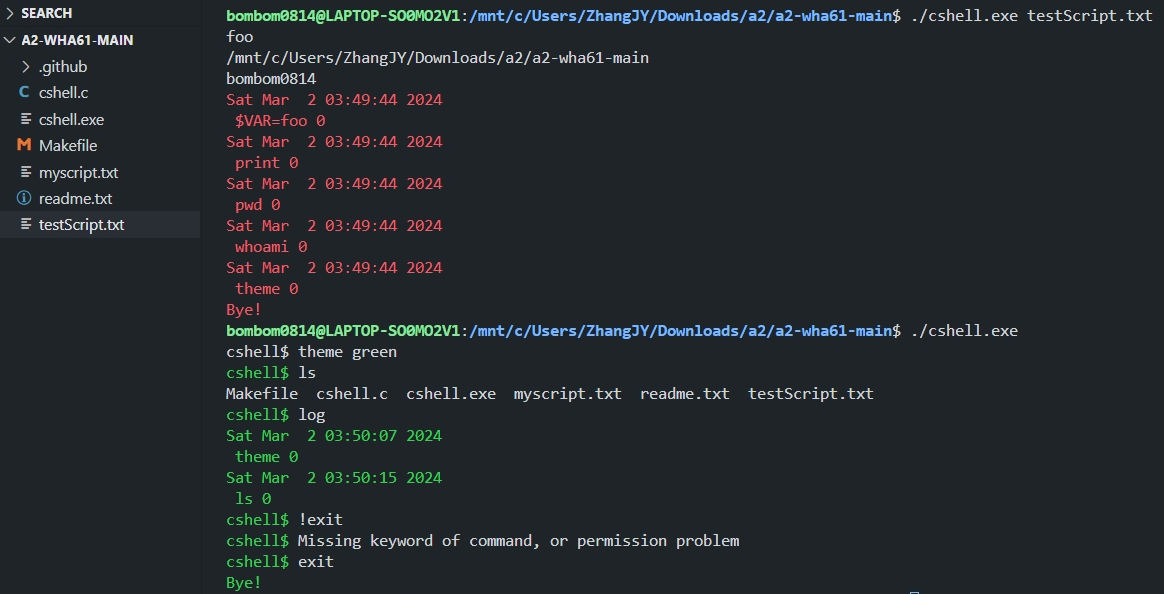 SEARCH
A2-WHA61-MAIN
.github
cshell.c
cshell.exe
Makefile
myscript.txt
readme.txt
testScript.txt
bombom0814@LAPTOP-SO0MO2V1:/mnt/c/Users/ZhangJY/Downloads/a2/a2-wha61-main$ ./cshell.exe testScript.txt
foo
/mnt/c/Users/ZhangJY/Downloads/a2/a2-wha61-main
bombom0814
Sat Mar  2 03:49:44 2024
 $VAR=foo 0
Sat Mar  2 03:49:44 2024
 print 0
Sat Mar  2 03:49:44 2024
 pwd 0
Sat Mar  2 03:49:44 2024
 whoami 0
Sat Mar  2 03:49:44 2024
 theme 0
Bye!
bombom0814@LAPTOP-SO0MO2V1:/mnt/c/Users/ZhangJY/Downloads/a2/a2-wha61-main$ ./cshell.exe
cshell$ theme green
cshell$ ls
Makefile  cshell.c  cshell.exe  myscript.txt  readme.txt  testScript.txt
cshell$ log
Sat Mar  2 03:50:07 2024
 theme 0
Sat Mar  2 03:50:15 2024
 ls 0
cshell$ !exit
cshell$ Missing keyword of command, or permission problem
cshell$ exit
Bye!